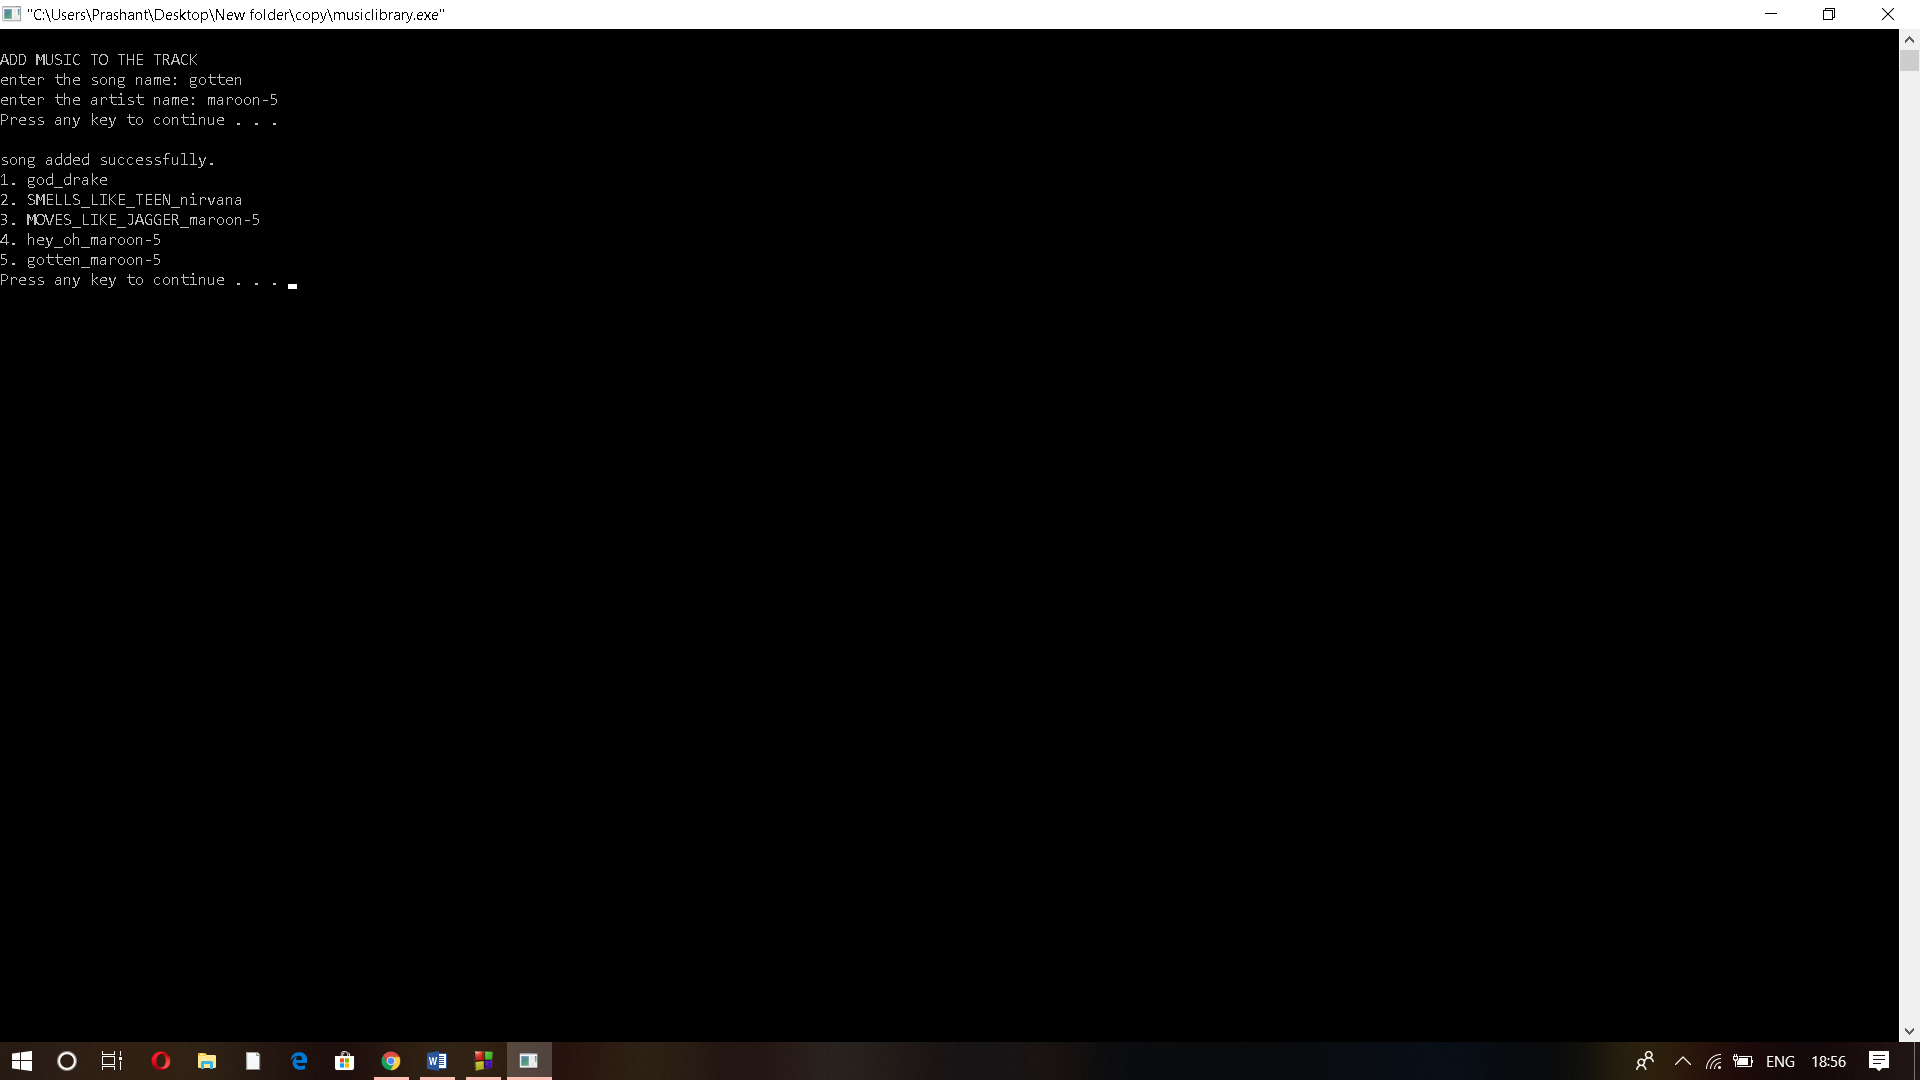 "C:\Users\Prashant\Desktop\New folder\copy\musiclibrary.exe"
ADD MUSIC TO THE TRACK
enter the song name: gotten
enter the artist name: maroon-5
Press any key to continue . . .
song added successfully.
1. god_drake
2. SMELLS_LIKE_TEEN_nirvana
3. MOVES_LIKE_JAGGER_maroon-5
4. hey_oh_maroon-5
5. gotten_maroon-5
Press any key to continue . . .
ENG 18:56